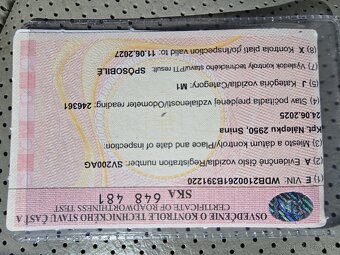 OSVEDČENIE O KONTROLE TECHNICKÉHO STAVU ČASŤ A
CERTIFICATE OF ROADWORTHINESS TEST
SKA 648 481
(1) E VIN: WDB2100261B391220
(2) A Evidenčné číslo vozidla/Registration number: SV200AG
(3) Miesto a dátum kontroly/Place and date of inspection:
Kpt. Nálepku 2950, Snina
24.06.2025
(4) Stav počítadla prejdenej vzdialenosti/Odometer reading: 246361
(5) J Kategória vozidla/Category: M1
(7) Výsledok kontroly technického stavu/PTI result:
SPÔSOBILÉ
(8) X Kontrola platí do/Inspection to valid: 11.06.2027